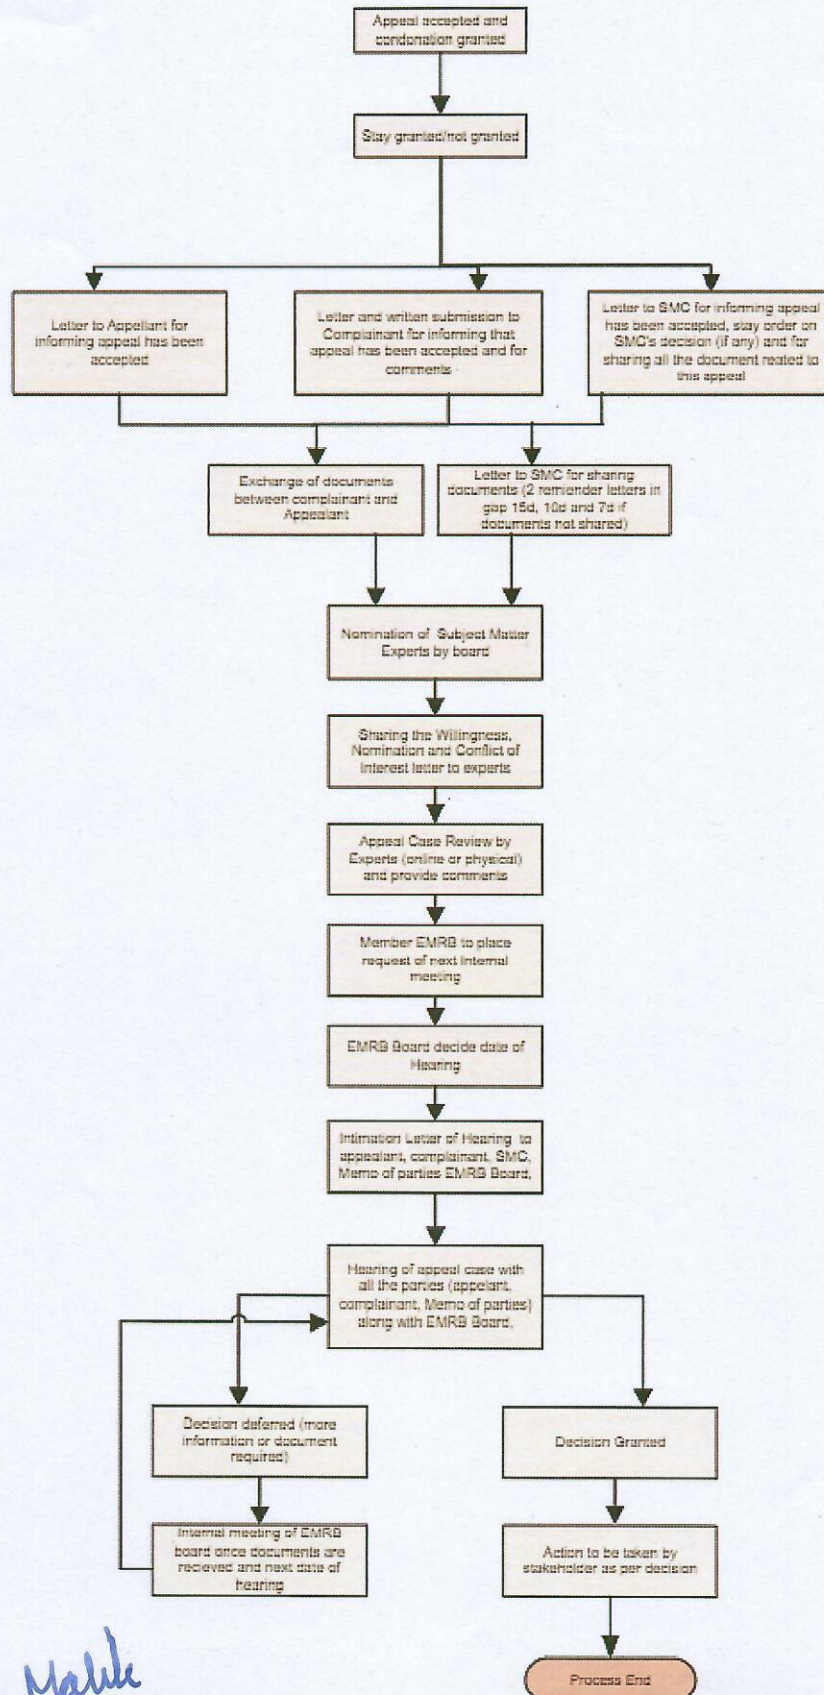 Appeal accepted and
condonation granted
Stay granted/not granted
Letter to Appellant for
informing appeal has been
accepted
Letter and written submission to
Complainant for informing that
appeal has been accepted and for
comments
Letter to SMC for informing appeal
has been accepted, stay order on
SMC's decision (if any) and for
sharing all the document reated to
this appeal
Exchange of documents
between complainant and
Appealant
Letter to SMC for sharing
documents (2 remiender letters in
gap 15d, 10d and 7d if
documents not shared)
Nomination of Subject Matter
Experts by board
Sharing the Willingness,
Nomination and Conflict of
Interest letter to experts
Appeal Case Review by
Experts (online or physical)
and provide comments
Member EMRB to place
request of next Internal
meeting
EMRB Board decide date of
Hearing
Intimation Letter of Hearing to
appealant, complainant, SMC,
Memo of parties EMRB Board,
Hearing of appeal case with
all the parties (appelant,
complainant, Memo of parties)
along with EMRB Board,
Decision deferred (more
information or document
required)
Decision Granted
Internal meeting of EMRB
board once documents are
recieved and next date of
hearing
Action to be taken by
stakeholder as per decision
Malik
Process End